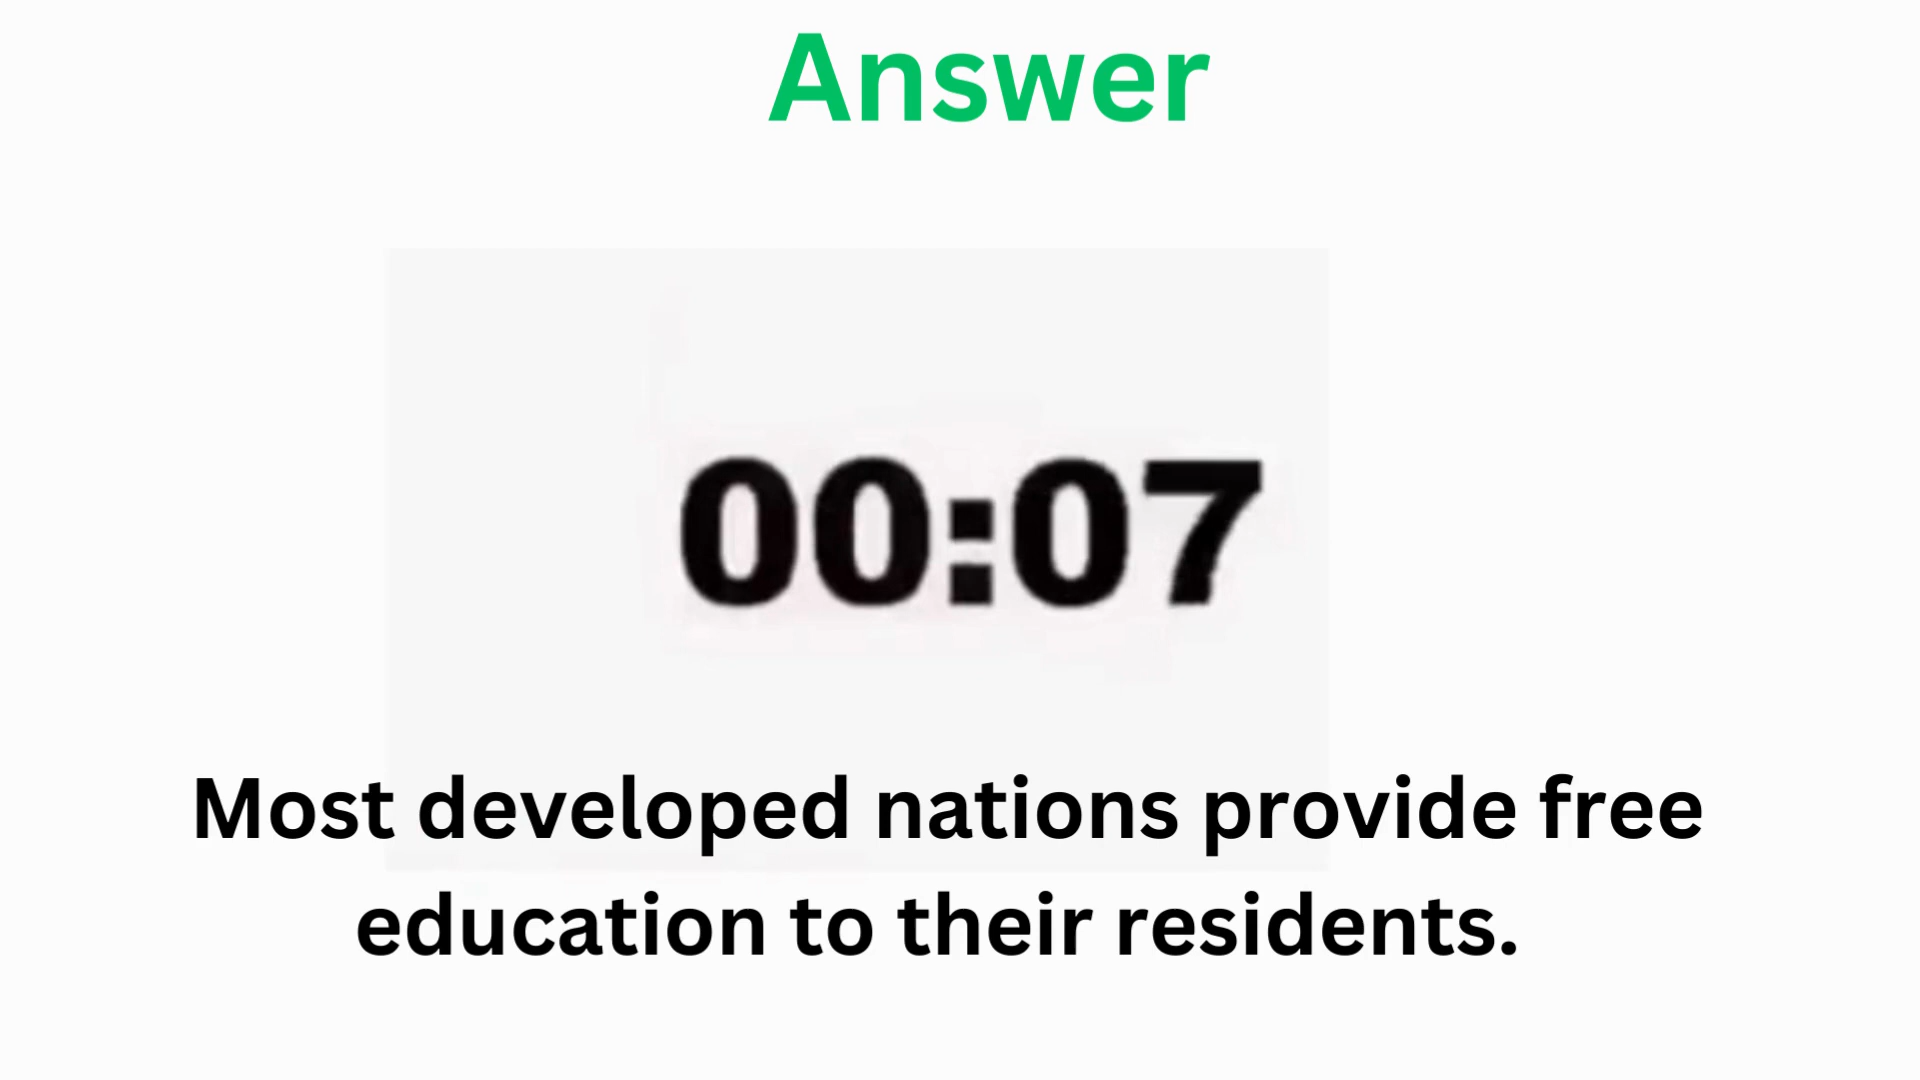 Answer
00:07
Most developed nations provide free
education to their residents.